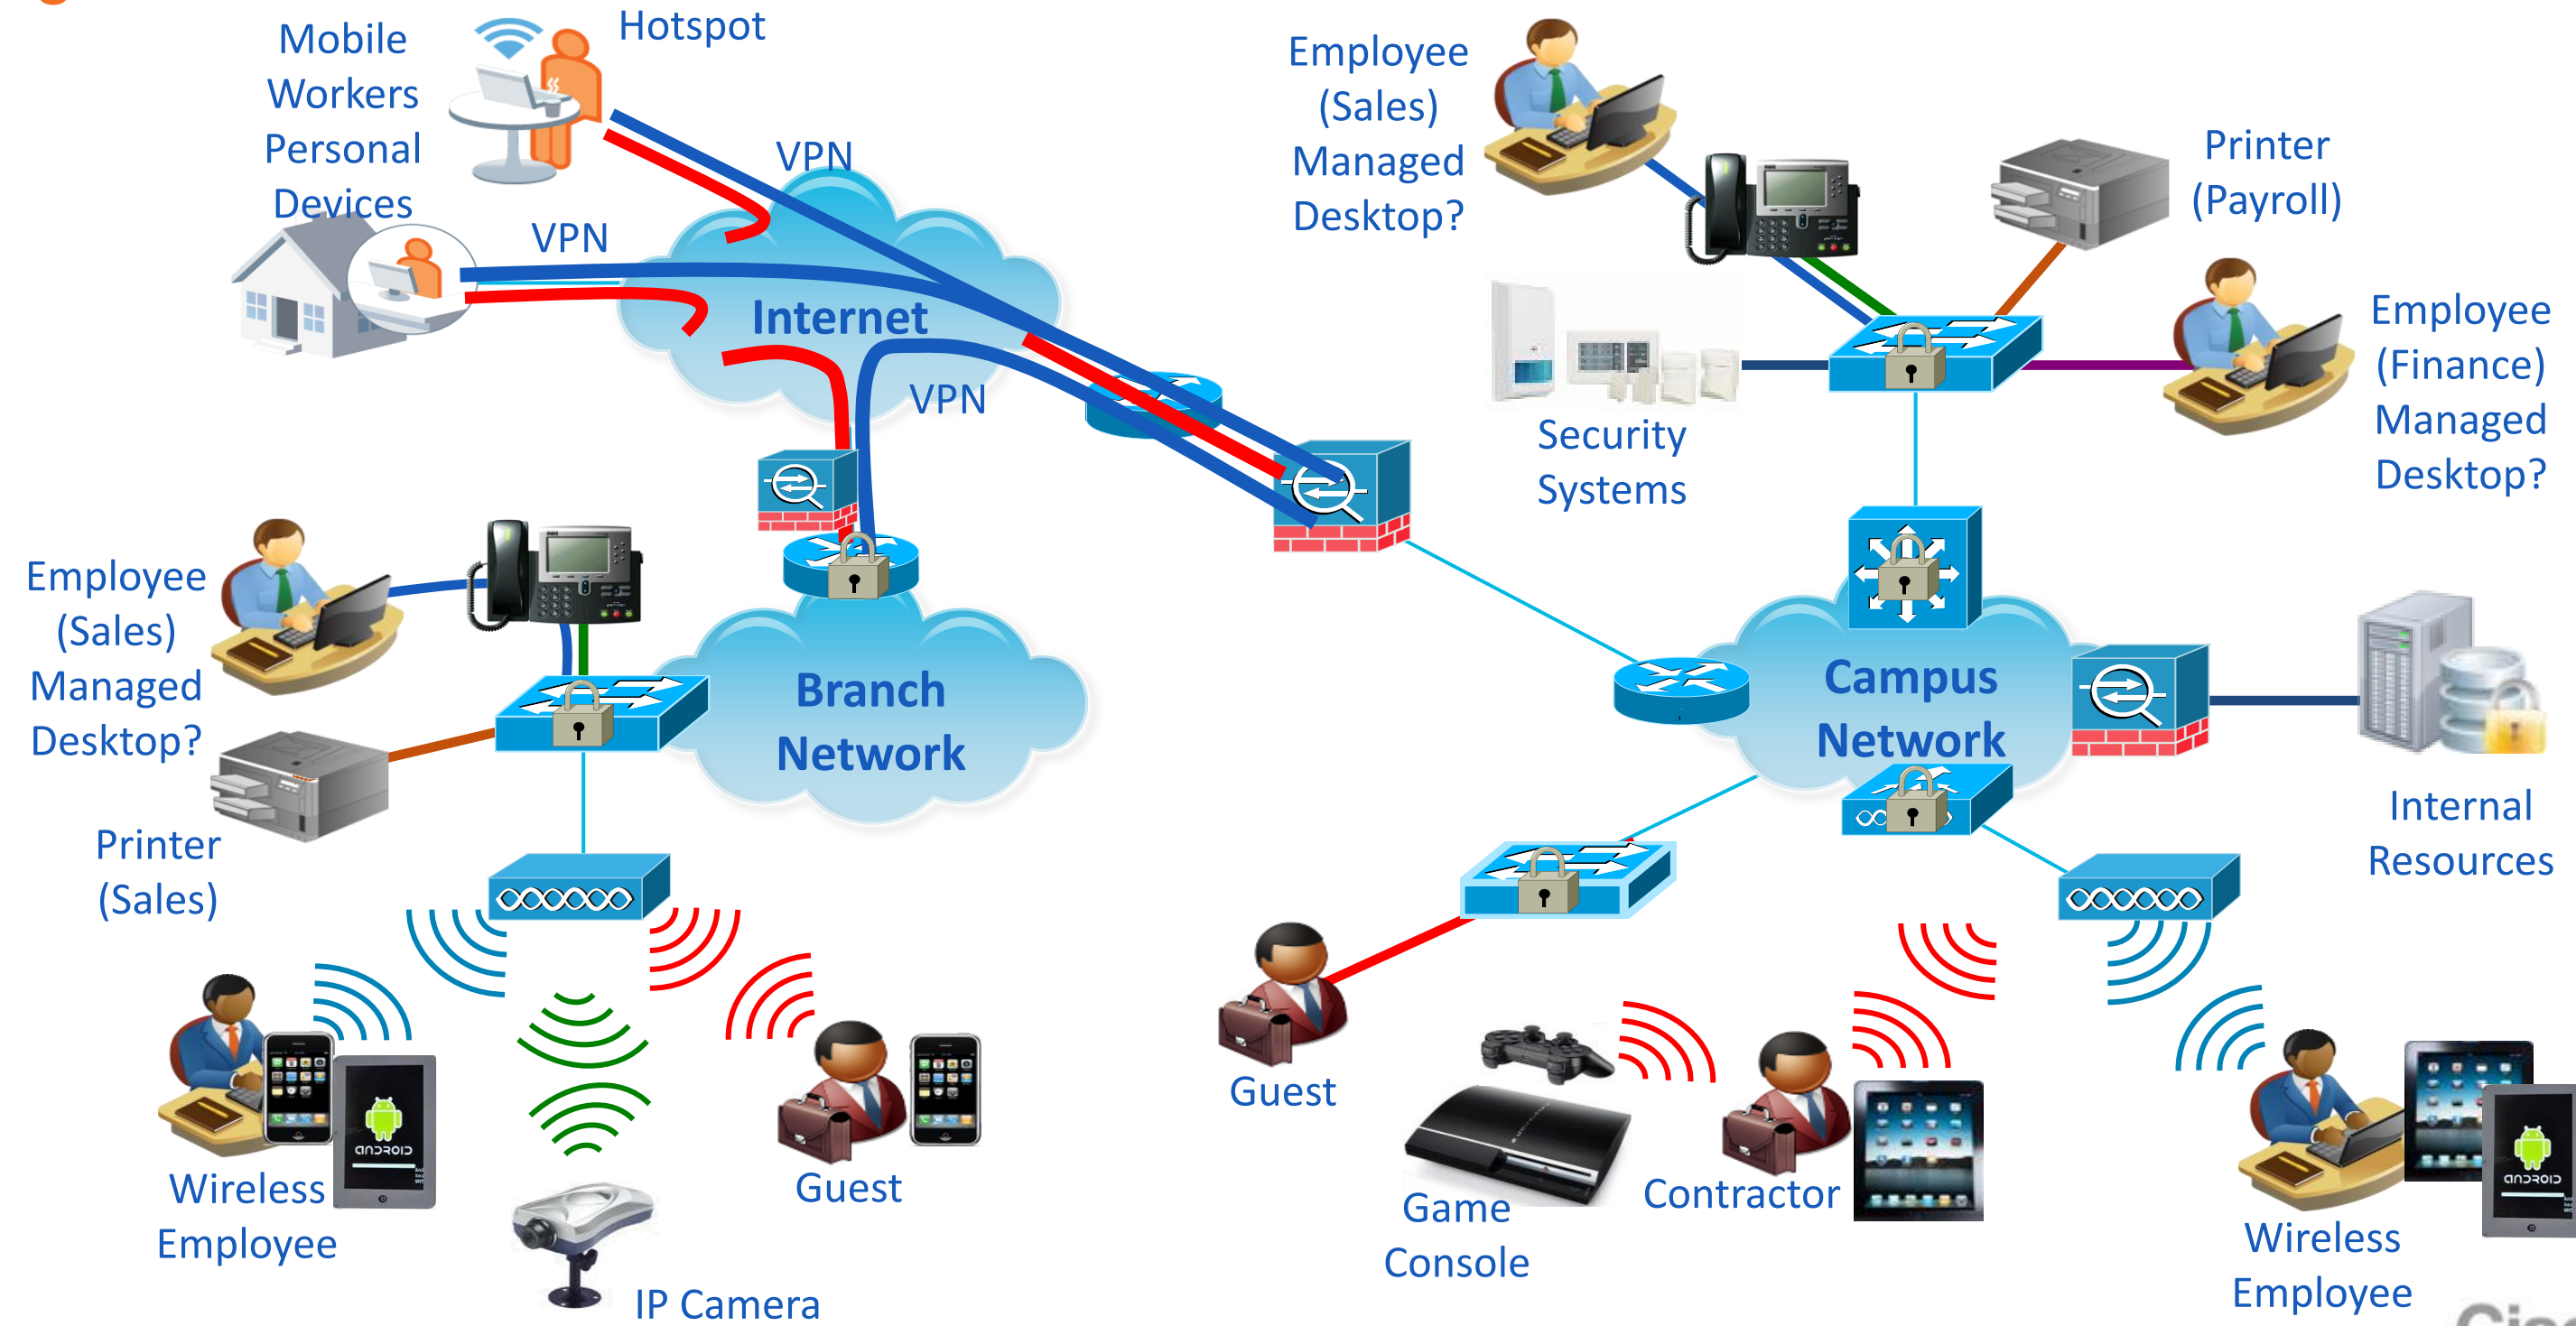 Mobile
Workers
Personal
Devices
Hotspot
VPN
VPN
Internet
VPN
Employee
(Sales)
Managed
Desktop?
Printer
(Payroll)
Employee
(Finance)
Managed
Desktop?
Security
Systems
Employee
(Sales)
Managed
Desktop?
Printer
(Sales)
Branch
Network
Campus
Network
Internal
Resources
Wireless
Employee
ANDROID
IP Camera
Guest
Guest
Game
Console
Contractor
Wireless
Employee
ANDROID